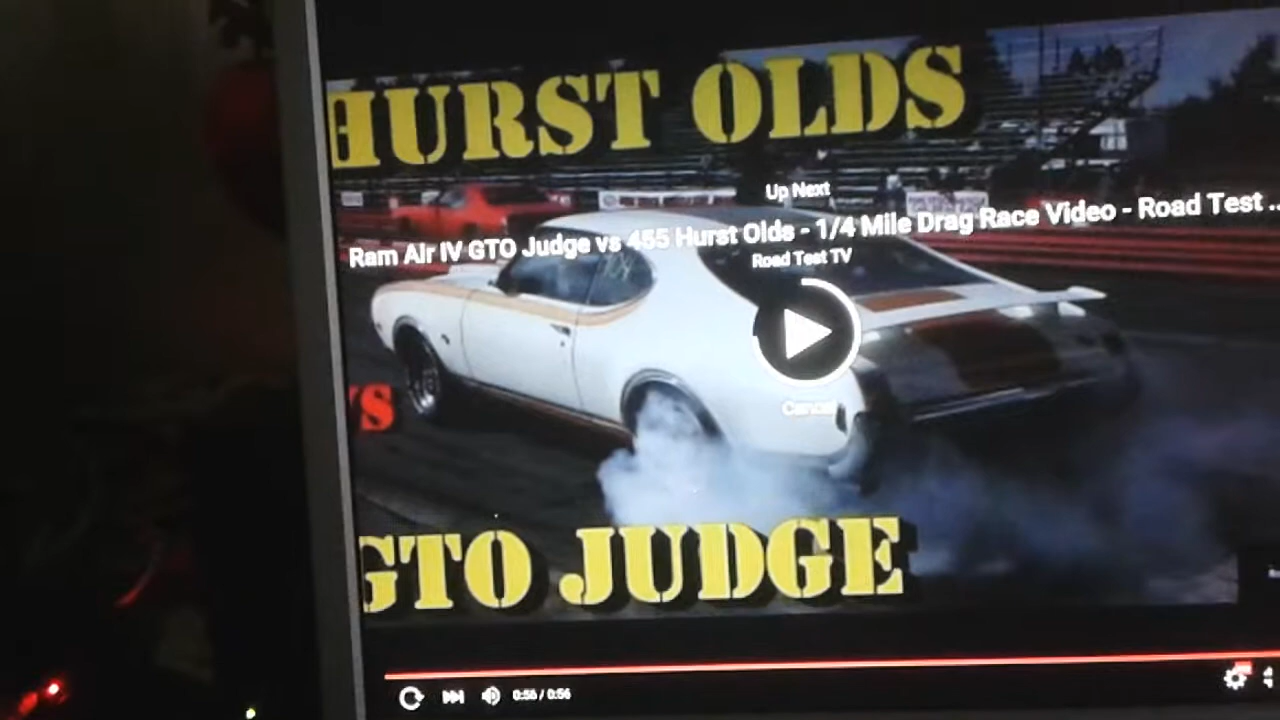 HURST OLDS
Up Next
Ram Air IV GTO Judge vs 455 Hurst Olds - 1/4 Mile Drag Race Video - Road Test ...
Road Test TV
Cancel
VS
GTO JUDGE
0:55 / 0:56